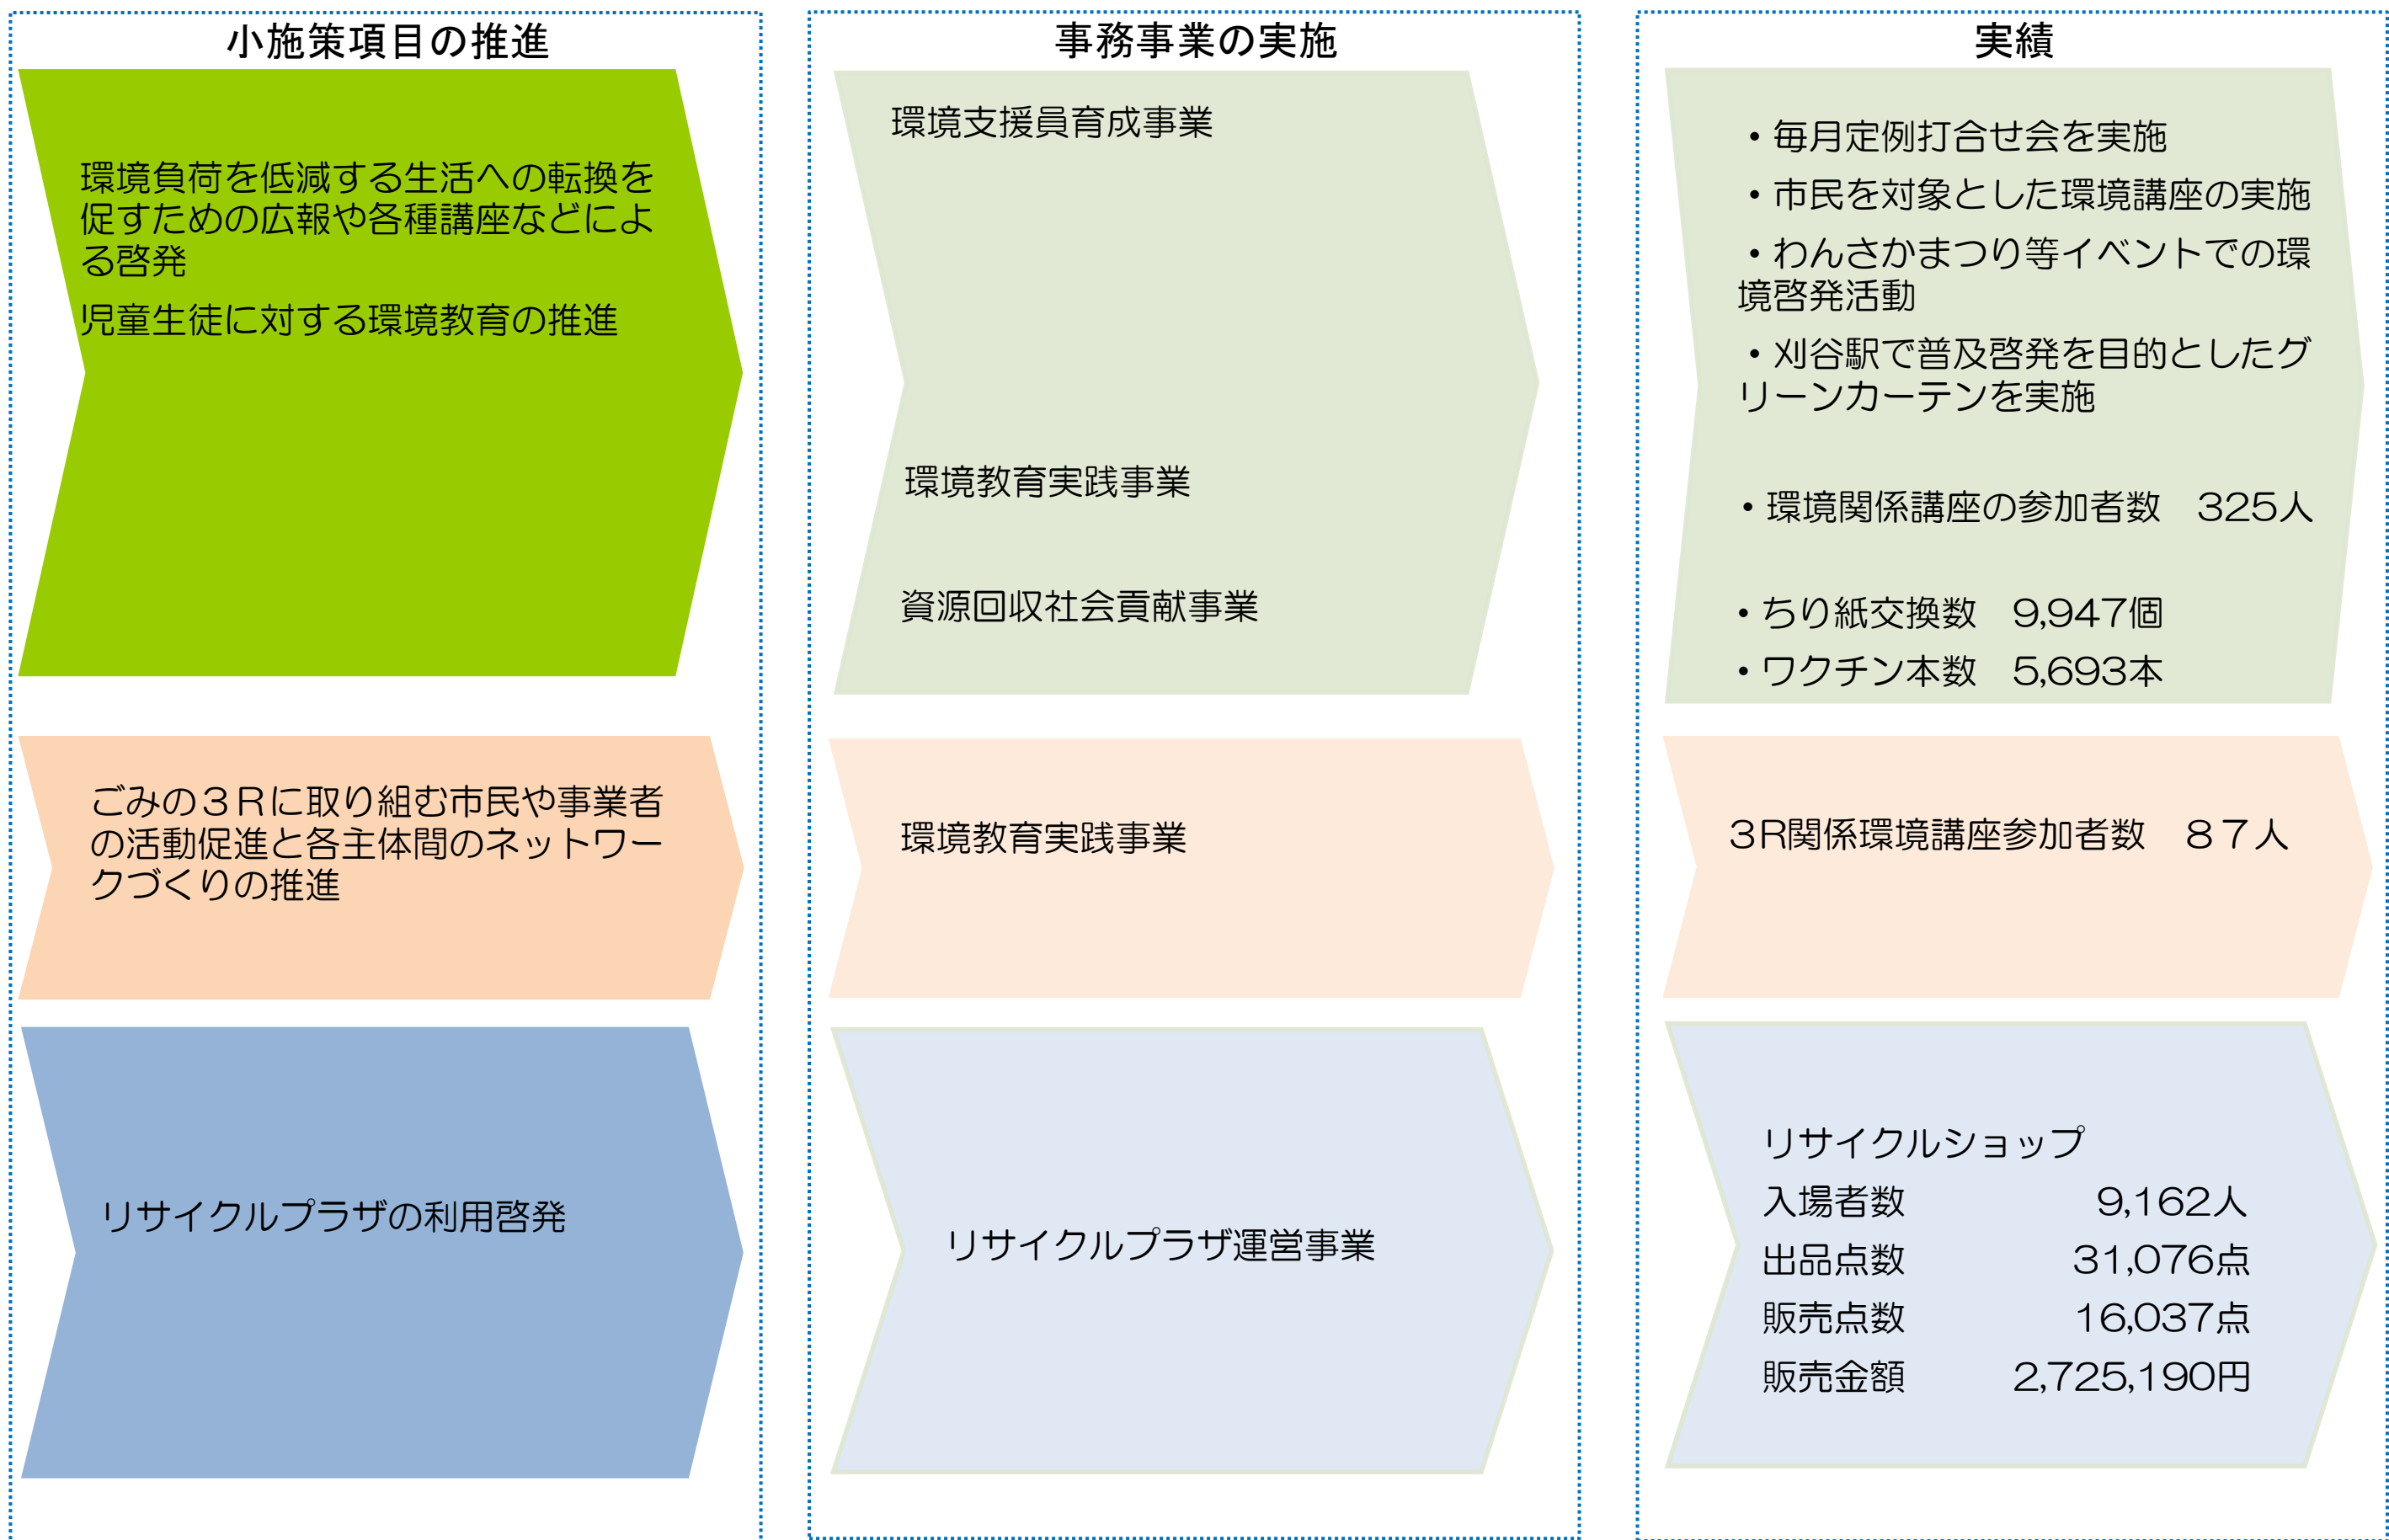 小施策項目の推進
環境負荷を低減する生活への転換を
促すための広報や各種講座などによ
る啓発
児童生徒に対する環境教育の推進
ごみの３Ｒに取り組む市民や事業者
の活動促進と各主体間のネットワー
クづくりの推進
リサイクルプラザの利用啓発
事務事業の実施
環境支援員育成事業
環境教育実践事業
資源回収社会貢献事業
環境教育実践事業
リサイクルプラザ運営事業
実績
・毎月定例打合せ会を実施
・市民を対象とした環境講座の実施
・わんさかまつり等イベントでの環
境啓発活動
・刈谷駅で普及啓発を目的としたグ
リーンカーテンを実施
・環境関係講座の参加者数　325人
・ちり紙交換数　9,947個
・ワクチン本数　5,693本
3R関係環境講座参加者数　８７人
リサイクルショップ
入場者数　9,162人
出品点数　31,076点
販売点数　16,037点
販売金額　2,725,190円